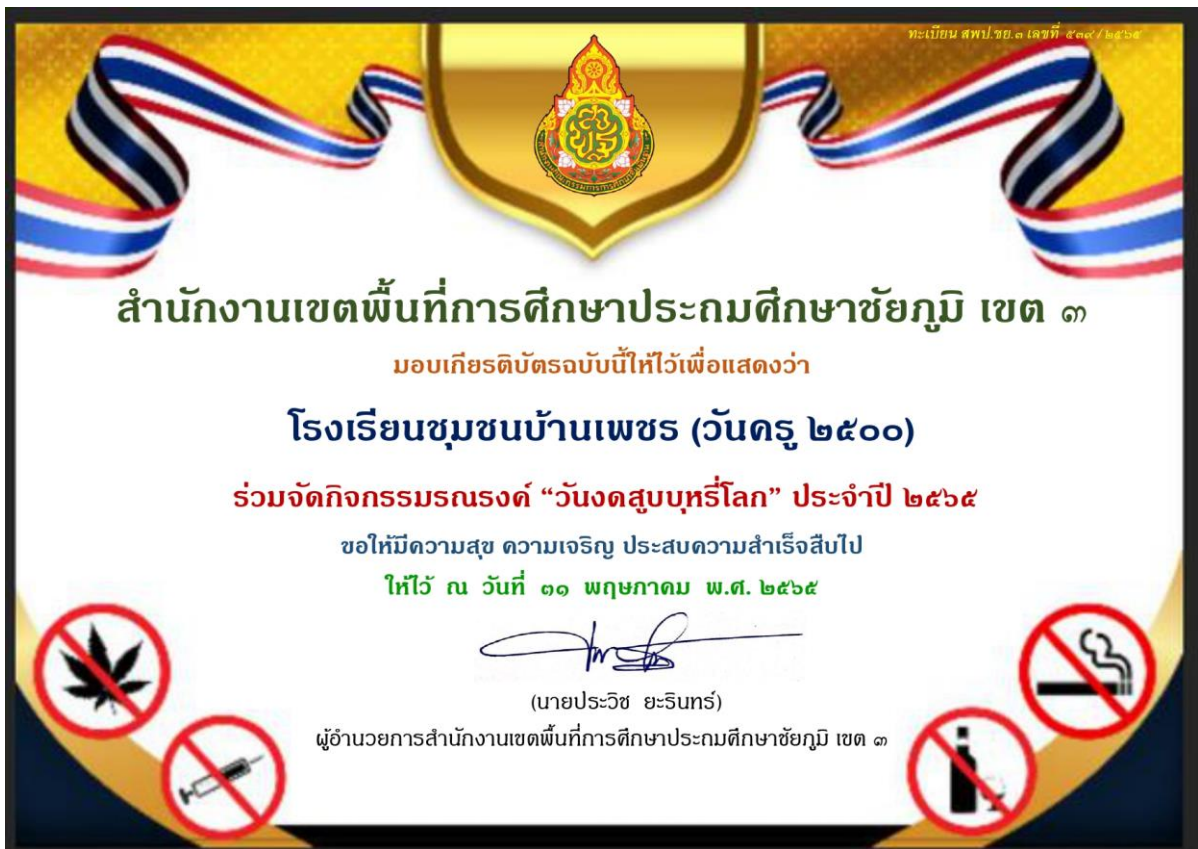 ทะเบียน สพป.ชย.๓ เลขที่ ๕๓๙ / ๒๕๖๕
สำนักงานเขตพื้นที่การศึกษาประถมศึกษาชัยภูมิ เขต ๓
มอบเกียรติบัตรฉบับนี้ให้ไว้เพื่อแสดงว่า
โรงเรียนชุมชนบ้านเพชร (วันครู ๒๕๐๐)
ร่วมจัดกิจกรรมรณรงค์ “วันงดสูบบุหรี่โลก” ประจำปี ๒๕๖๕
ขอให้มีความสุข ความเจริญ ประสบความสำเร็จสืบไป
ให้ไว้ ณ วันที่ ๓๑ พฤษภาคม พ.ศ. ๒๕๖๕
(นายประวิช ยะรินทร์)
ผู้อำนวยการสำนักงานเขตพื้นที่การศึกษาประถมศึกษาชัยภูมิ เขต ๓